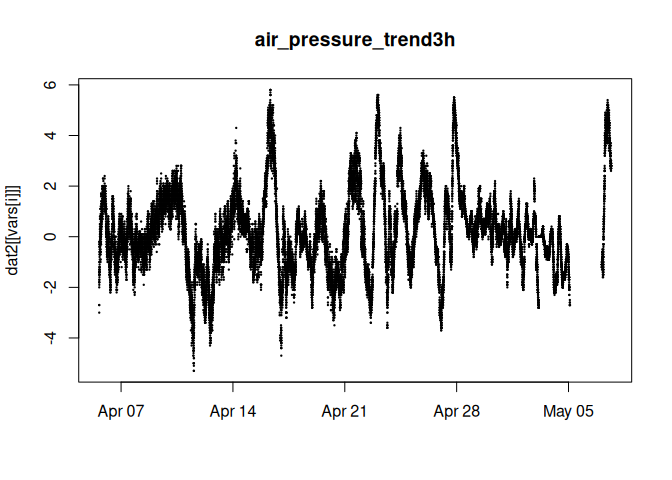 air_pressure_trend3h
dat2[[vars[i]]
6
4
2
0
-2
-4
Apr 07
Apr 14
Apr 21
Apr 28
May 05